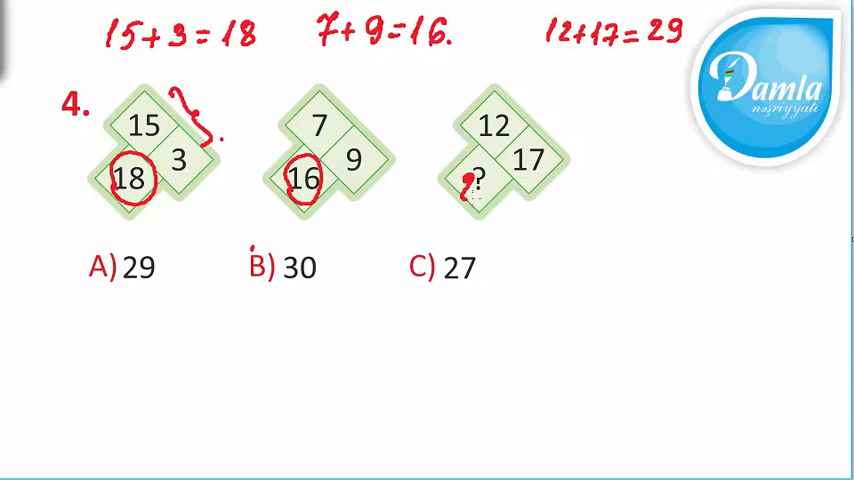 15+3=18 7+9=16. 12+17=29
Damla
nəşriyyatı
4.
15 7 12
3 9 17
18 16 ?
A) 29 B) 30 C) 27